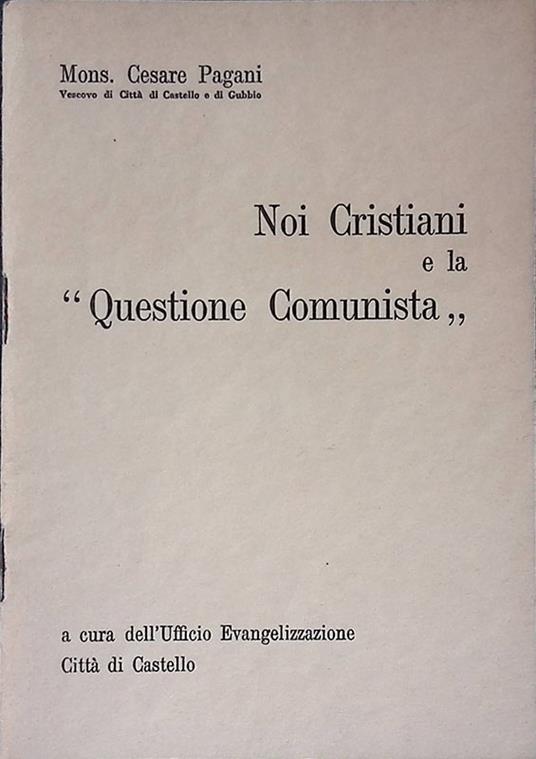 Mons. Cesare Pagani
Vescovo di Città di Castello e di Gubbio
Noi Cristiani
e la
“Questione Comunista„
a cura dell'Ufficio Evangelizzazione
Città di Castello